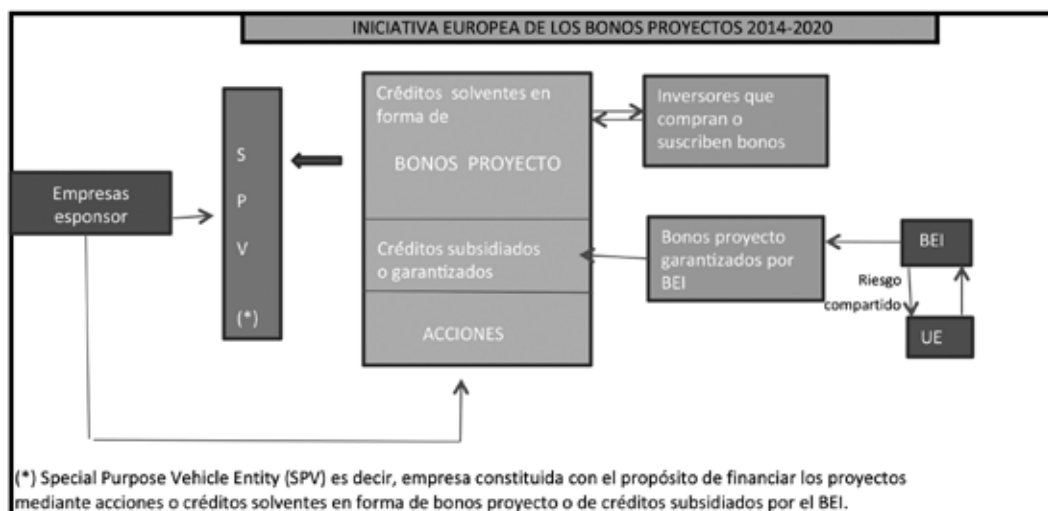 INICIATIVA EUROPEA DE LOS BONOS PROYECTOS 2014-2020
Empresas
esponsor
S
P
V
(*)
Créditos solventes en
forma de
BONOS PROYECTO
Créditos subsidiados
o garantizados
ACCIONES
Inversores que
compran o
suscriben bonos
Bonos proyecto
garantizados por
BEI
BEI
Riesgo
compartido
UE
(*) Special Purpose Vehicle Entity (SPV) es decir, empresa constituida con el propósito de financiar los proyectos
mediante acciones o créditos solventes en forma de bonos proyecto o de créditos subsidiados por el BEI.